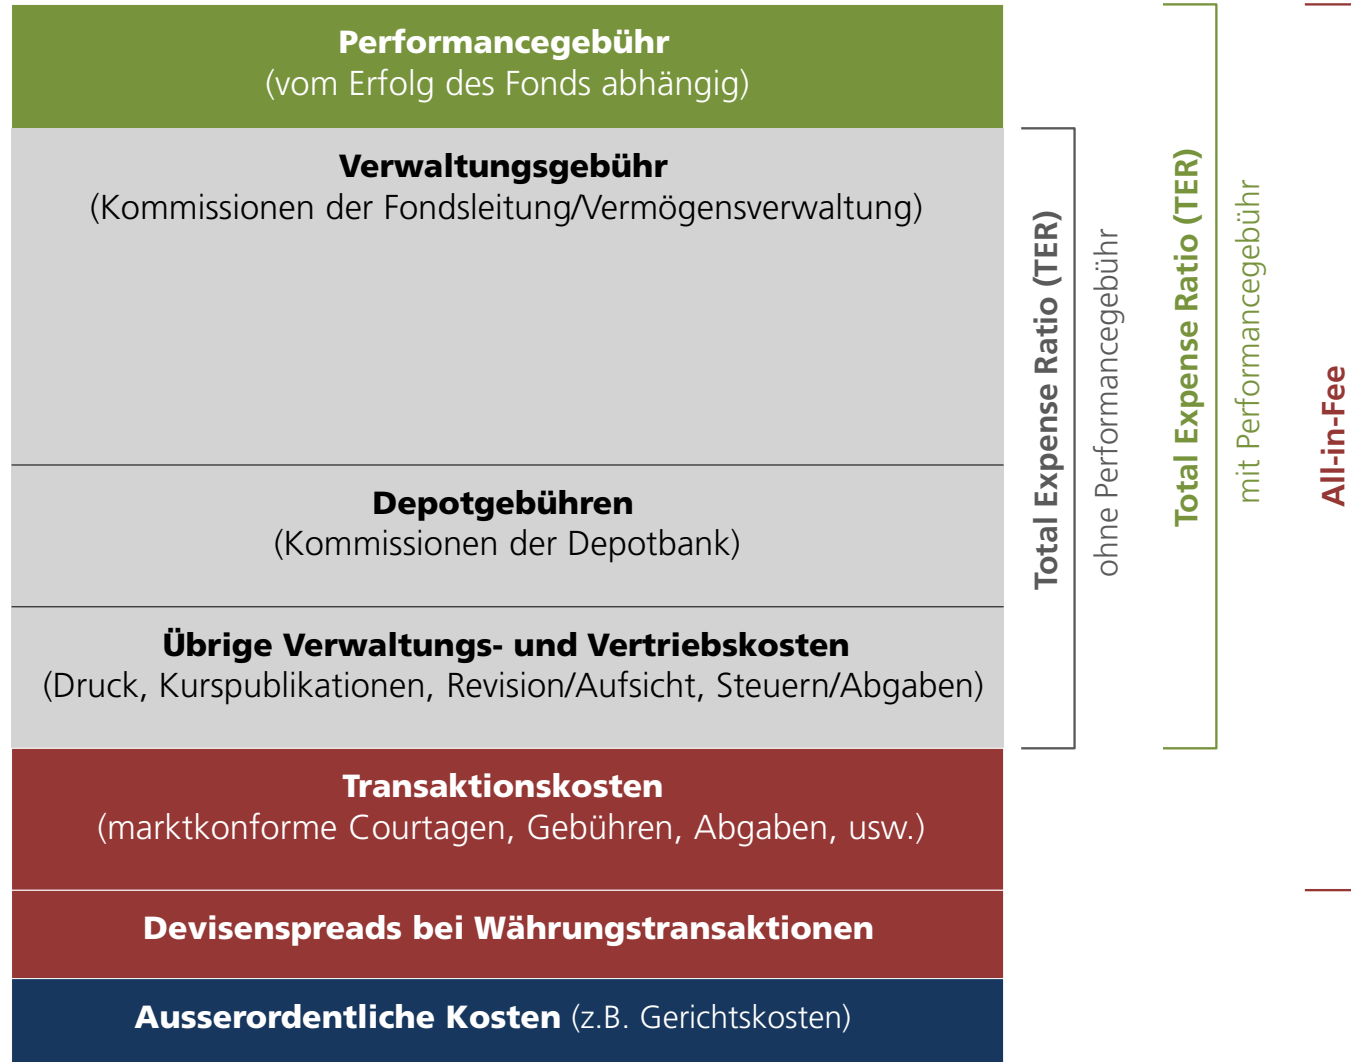 Performancegebühr
(vom Erfolg des Fonds abhängig)
Verwaltungsgebühr
(Kommissionen der Fondsleitung/Vermögensverwaltung)
Depotgebühren
(Kommissionen der Depotbank)
Übrige Verwaltungs- und Vertriebskosten
(Druck, Kurspublikationen, Revision/Aufsicht, Steuern/Abgaben)
Transaktionskosten
(marktkonforme Courtagen, Gebühren, Abgaben, usw.)
Devisenspreads bei Währungstransaktionen
Ausserordentliche Kosten (z.B. Gerichtskosten)
Total Expense Ratio (TER)
ohne Performancegebühr
Total Expense Ratio (TER)
mit Performancegebühr
All-in-Fee